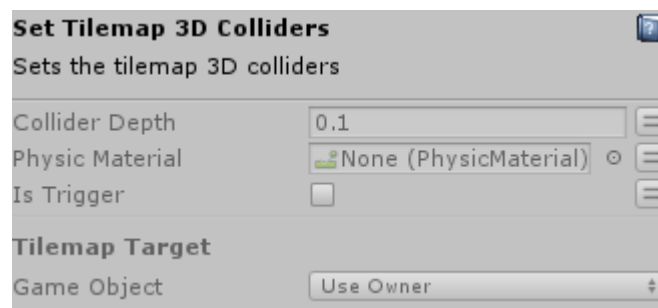 Set Tilemap 3D Colliders
Sets the tilemap 3D colliders
Collider Depth 0.1
Physic Material None (PhysicMaterial)
Is Trigger
Tilemap Target
Game Object Use Owner